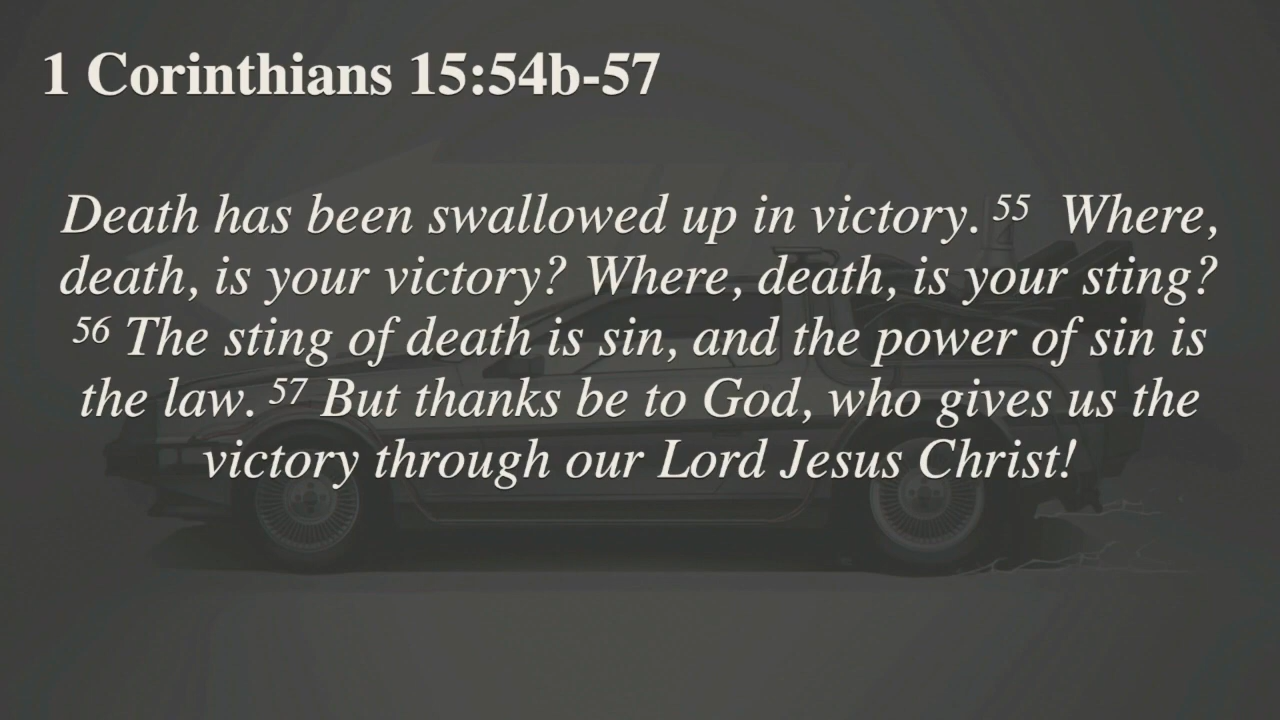 1 Corinthians 15:54b-57
Death has been swallowed up in victory. 55 Where,
death, is your victory? Where, death, is your sting?
56 The sting of death is sin, and the power of sin is
the law. 57 But thanks be to God, who gives us the
victory through our Lord Jesus Christ!